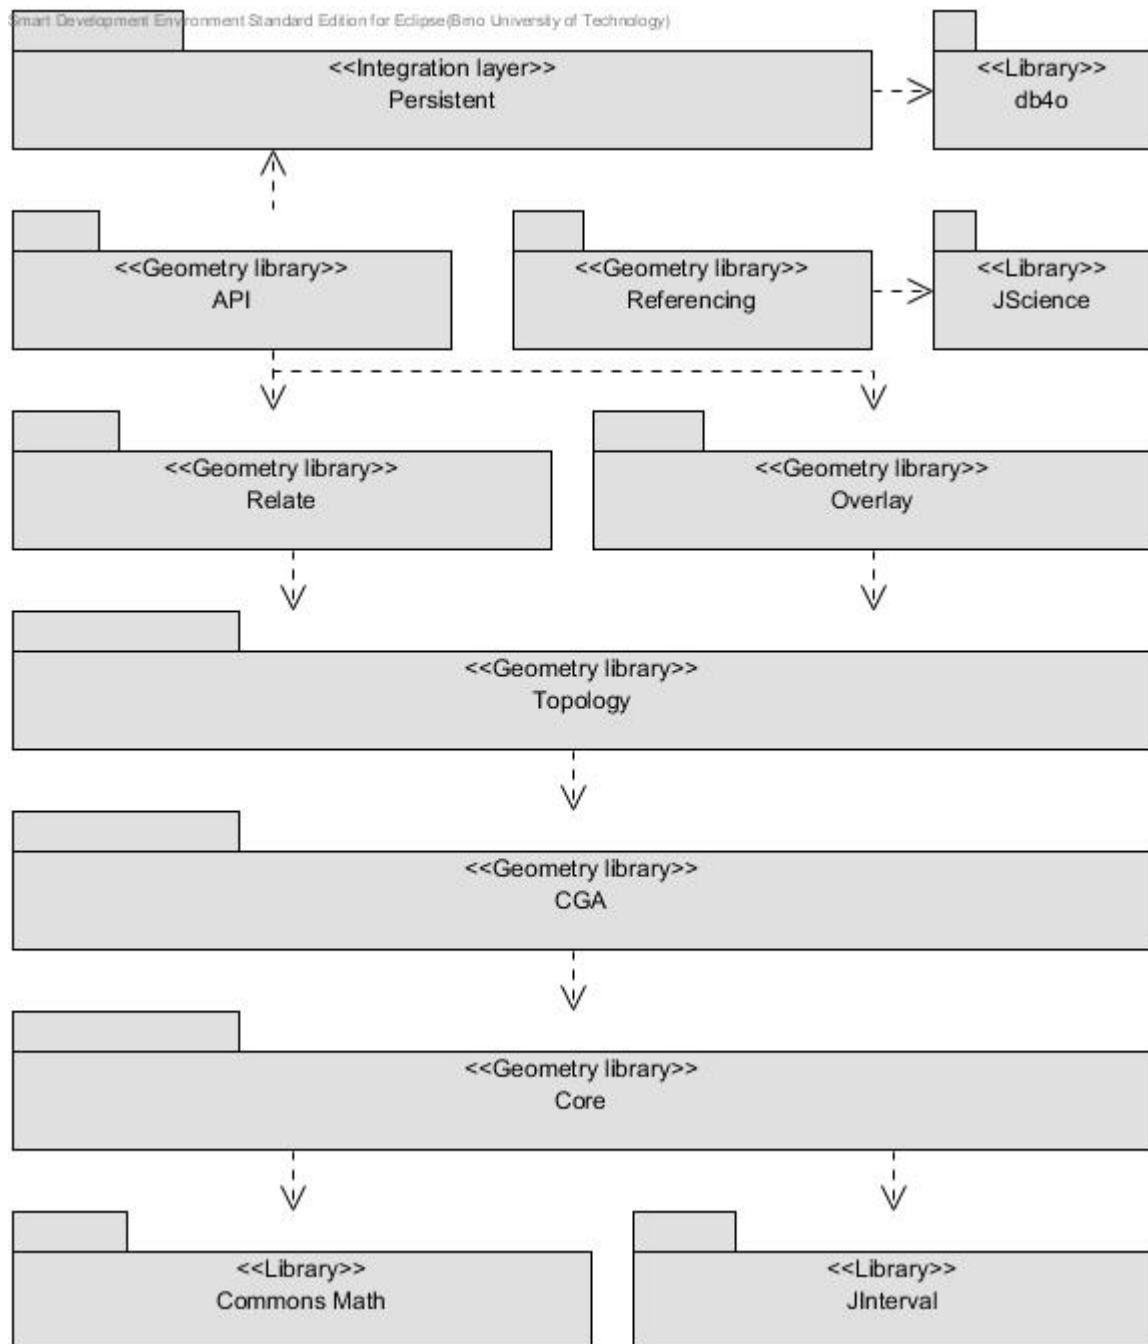 Smart Development Environment Standard Edition for Eclipse(Brno University of Technology)
<<Integration layer>>
Persistent
<<Library>>
db4o
<<Geometry library>>
API
<<Geometry library>>
Referencing
<<Library>>
JScience
<<Geometry library>>
Relate
<<Geometry library>>
Overlay
<<Geometry library>>
Topology
<<Geometry library>>
CGA
<<Geometry library>>
Core
<<Library>>
Commons Math
<<Library>>
JInterval